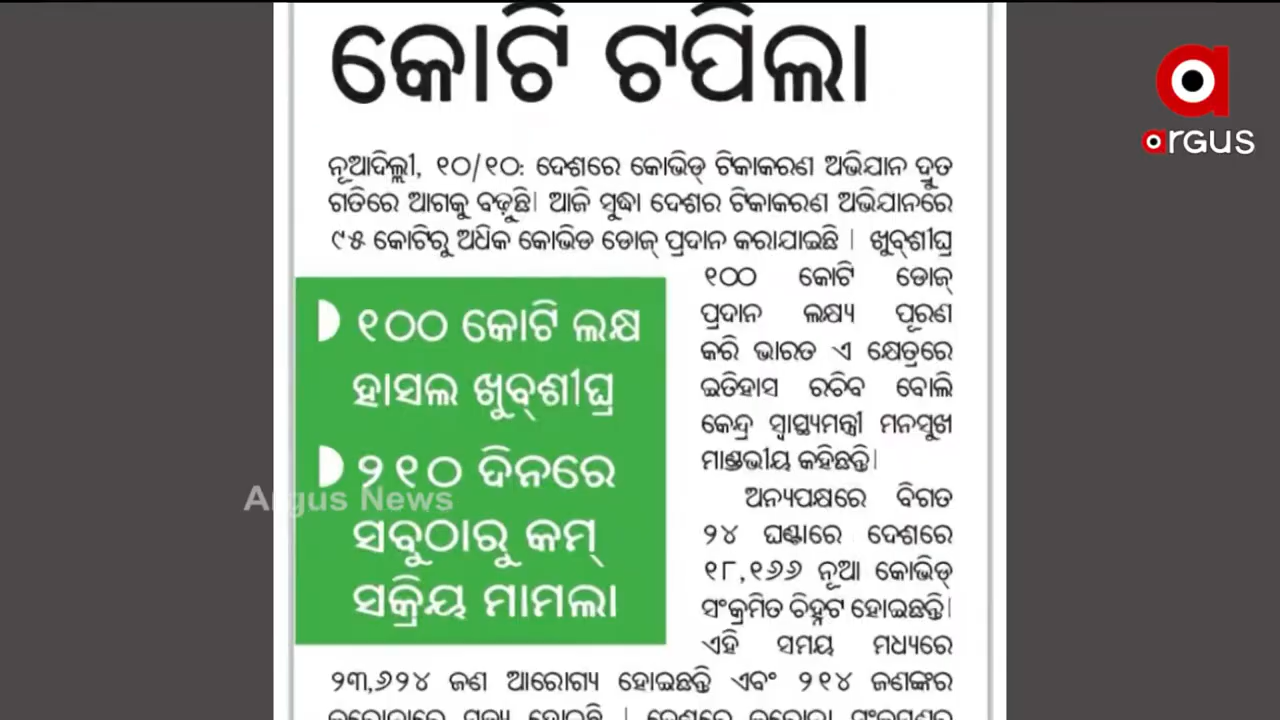 କୋଟି ଟପିଲା
argus
ନୂଆଦିଲ୍ଲୀ, ୧୦/୧୦: ଦେଶରେ କୋଭିଡ୍ ଟିକାକରଣ ଅଭିଯାନ ଦ୍ରୁତ
ଗତିରେ ଆଗକୁ ବଢ଼ୁଛି। ଆଜି ସୁଦ୍ଧା ଦେଶର ଟିକାକରଣ ଅଭିଯାନରେ
୯୫ କୋଟିରୁ ଅଧିକ କୋଭିଡ ଡୋଜ୍ ପ୍ରଦାନ କରାଯାଇଛି । ଖୁବ୍‌ଶୀଘ୍ର
୧୦୦ କୋଟି ଡୋଜ୍
ପ୍ରଦାନ ଲକ୍ଷ୍ୟ ପୂରଣ
କରି ଭାରତ ଏ କ୍ଷେତ୍ରରେ
ଇତିହାସ ରଚିବ ବୋଲି
କେନ୍ଦ୍ର ସ୍ୱାସ୍ଥ୍ୟମନ୍ତ୍ରୀ ମନସୁଖ
ମାଣ୍ଡଭୀୟ କହିଛନ୍ତି।
୧୦୦ କୋଟି ଲକ୍ଷ
ହାସଲ ଖୁବ୍‌ଶୀଘ୍ର
୨୧୦ ଦିନରେ
ସବୁଠାରୁ କମ୍
ସକ୍ରିୟ ମାମଲା
Argus News
ଅନ୍ୟପକ୍ଷରେ ବିଗତ
୨୪ ଘଣ୍ଟାରେ ଦେଶରେ
୧୮,୧୬୬ ନୂଆ କୋଭିଡ୍
ସଂକ୍ରମିତ ଚିହ୍ନଟ ହୋଇଛନ୍ତି।
ଏହି ସମୟ ମଧ୍ୟରେ
୨୩,୬୨୪ ଜଣ ଆରୋଗ୍ୟ ହୋଇଛନ୍ତି ଏବଂ ୨୧୪ ଜଣଙ୍କର